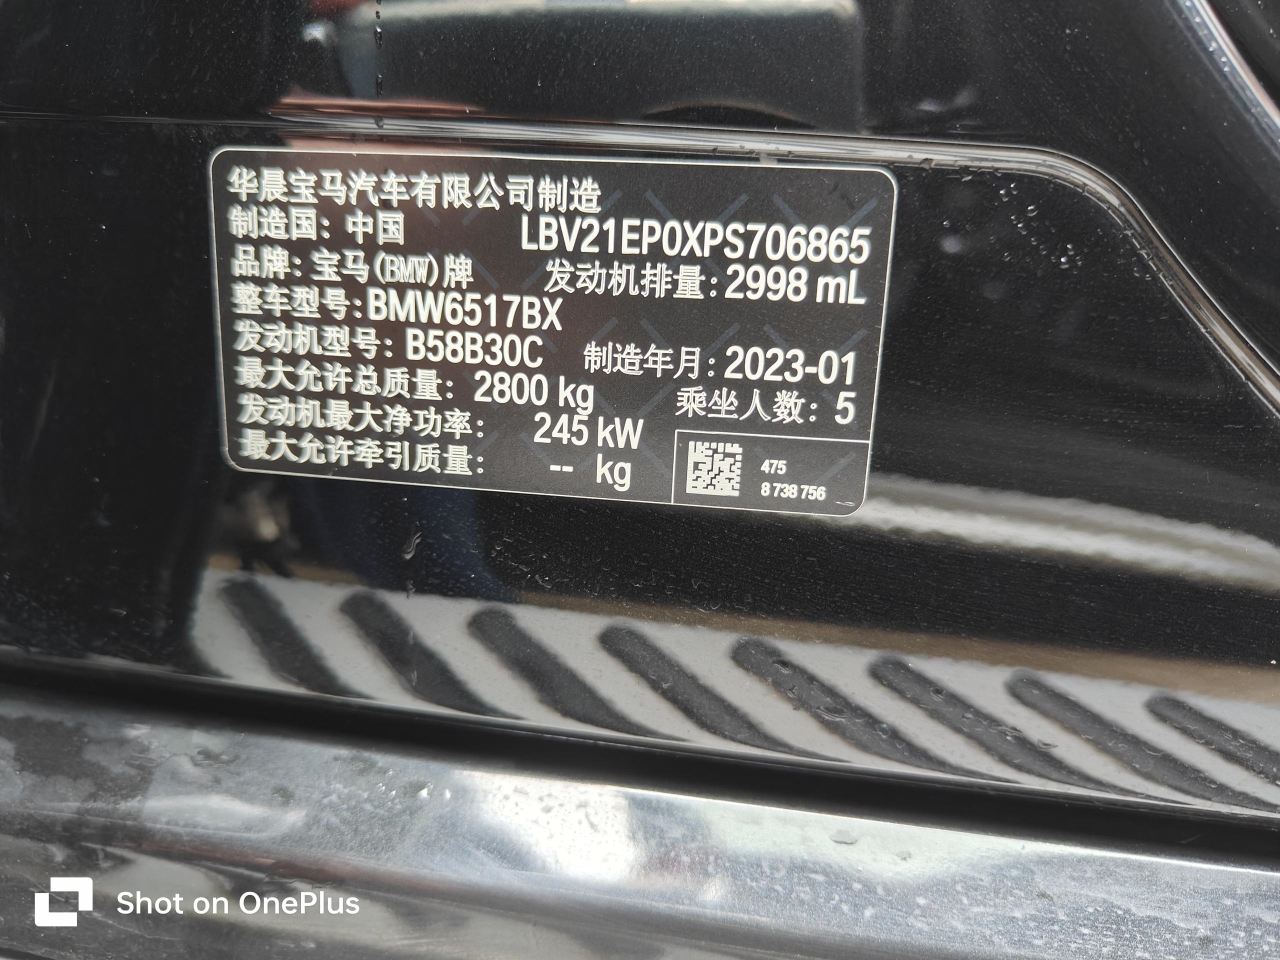 华晨宝马汽车有限公司制造
制造国：中国 LBV21EP0XPS706865
品牌：宝马(BMW)牌 发动机排量：2998 mL
整车型号：BMW6517BX
发动机型号：B58B30C 制造年月：2023-01
最大允许总质量：2800 kg 乘坐人数：5
发动机最大净功率：245 kW
最大允许牵引质量：-- kg
475
8 738 756
Shot on OnePlus